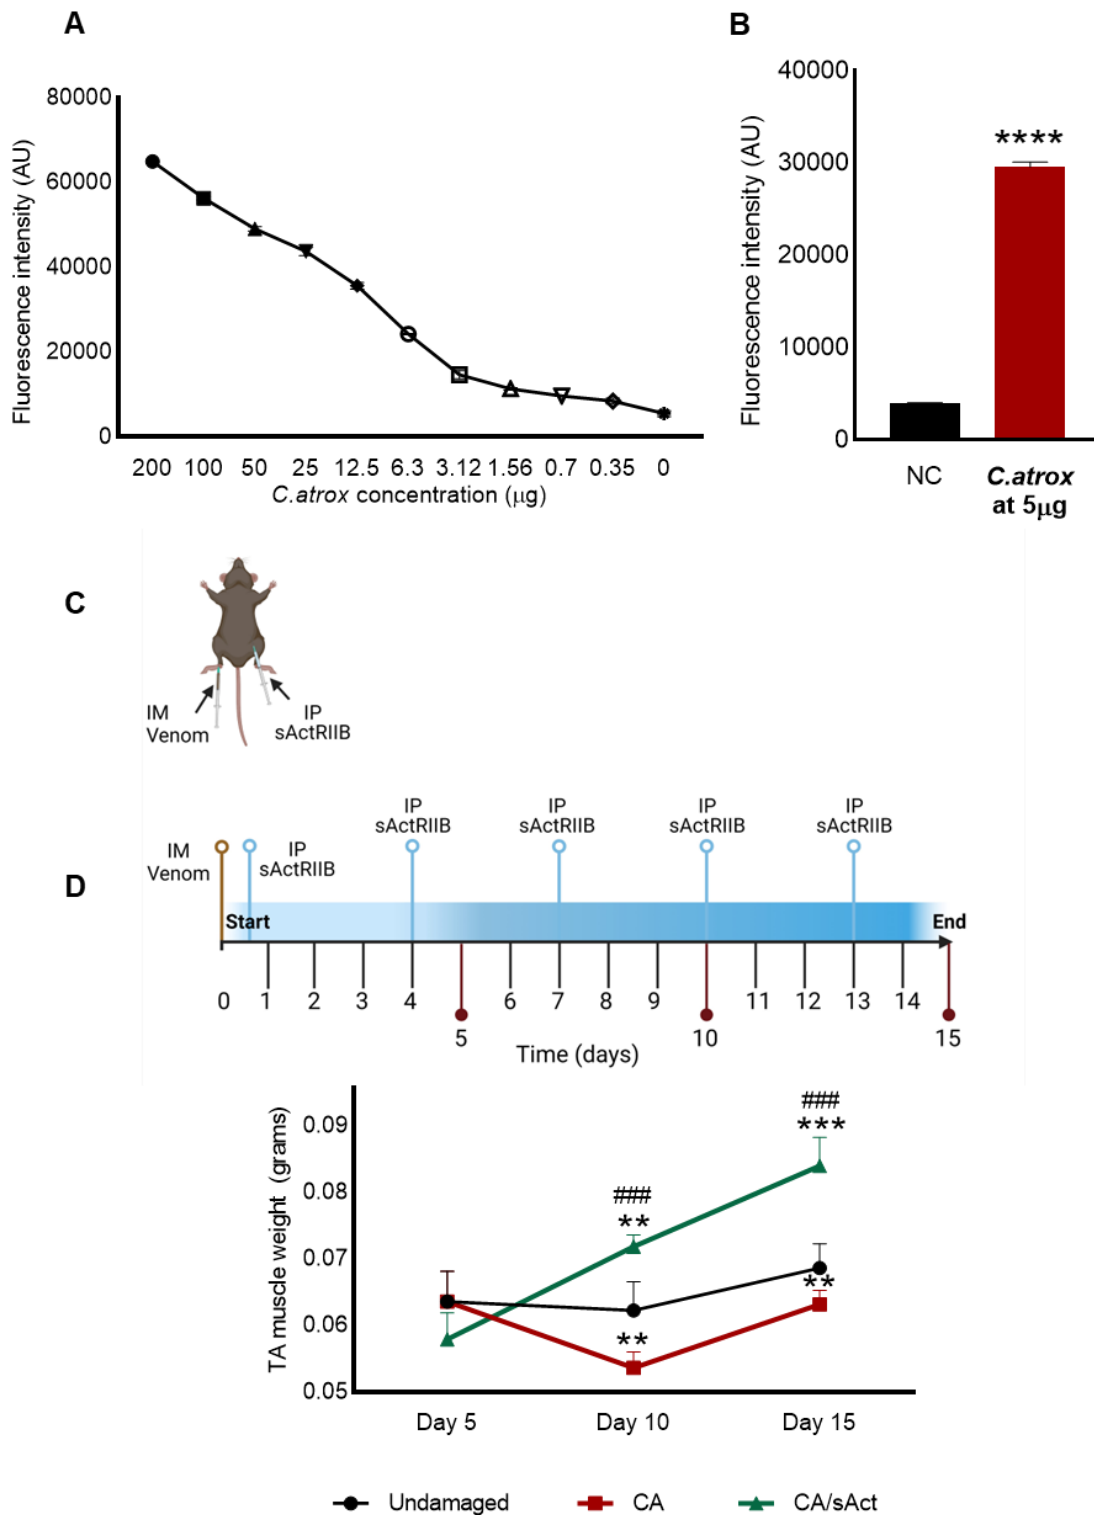 A
Fluorescence intensity (AU)
80000
60000
40000
20000
0
200 100 50 25 12.5 6.3 3.12 1.56 0.7 0.35 0
C.atrox concentration (µg)
B
Fluorescence intensity (AU)
40000
30000
20000
10000
0
****
NC
C.atrox
at 5µg
C
IM
Venom
IP
sActRIIB
D
IM
Venom
IP
sActRIIB
IP
sActRIIB
IP
sActRIIB
IP
sActRIIB
IP
sActRIIB
Start
End
0 1 2 3 4 5 6 7 8 9 10 11 12 13 14 15
Time (days)
TA muscle weight (grams)
0.09
0.08
0.07
0.06
0.05
###
**
**
###
***
**
Day 5 Day 10 Day 15
Undamaged CA CA/sAct